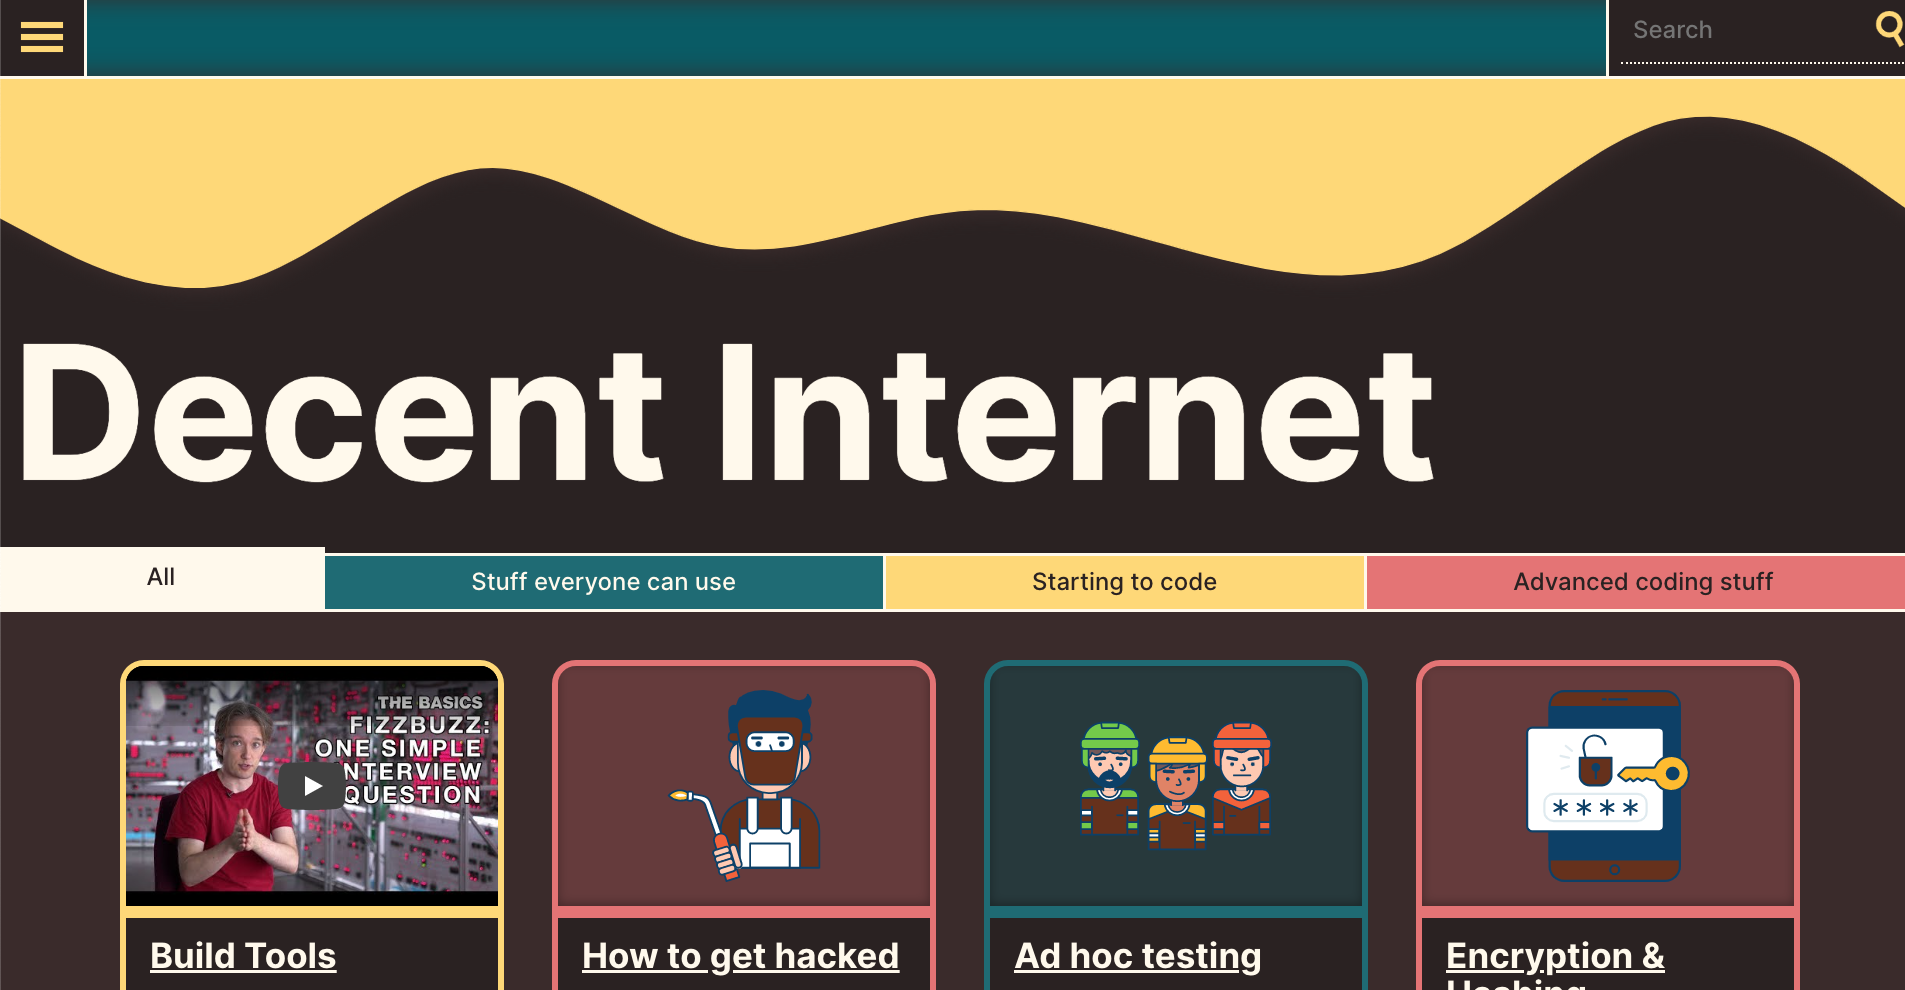 Search
Decent Internet
All
Stuff everyone can use
Starting to code
Advanced coding stuff
THE BASICS
FIZZBUZZ:
ONE SIMPLE
NTERVIEW
QUESTION
****
Build Tools
How to get hacked
Ad hoc testing
Encryption &
Hashing